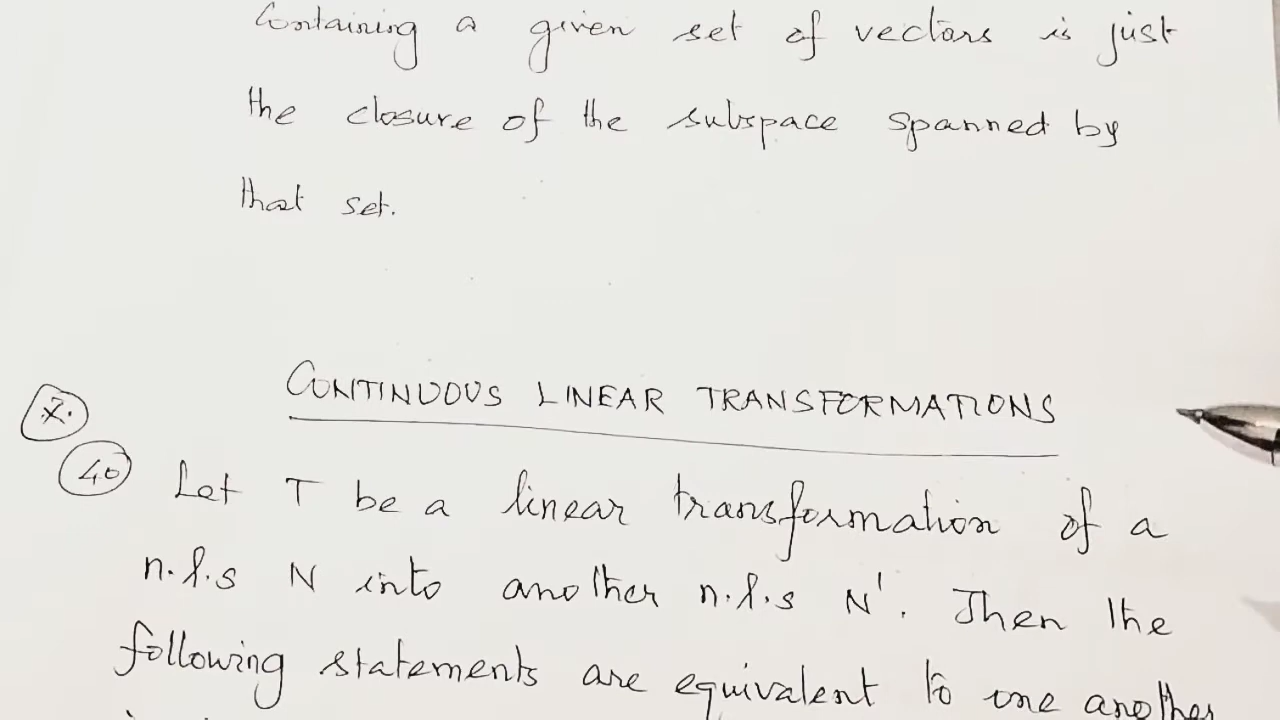 Containing a given set of vectors is just
the closure of the subspace spanned by
that set.
CONTINUOUS LINEAR TRANSFORMATIONS
40 Let T be a linear transformation of a
n.l.s N into another n.l.s N'. Then the
following statements are equivalent to one another